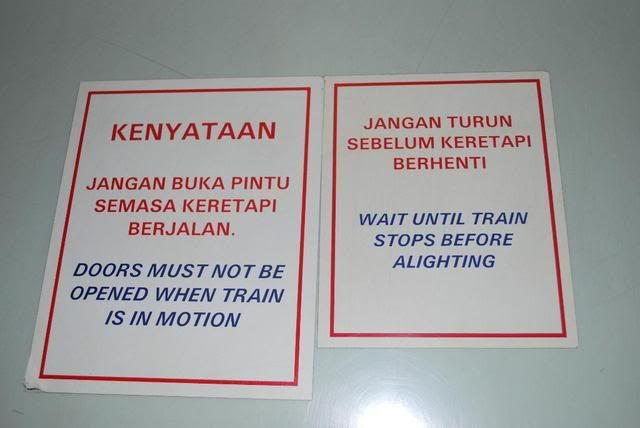 KENYATAAN
JANGAN BUKA PINTU
SEMASA KERETAPI
BERJALAN.
DOORS MUST NOT BE
OPENED WHEN TRAIN
IS IN MOTION
JANGAN TURUN
SEBELUM KERETAPI
BERHENTI
WAIT UNTIL TRAIN
STOPS BEFORE
ALIGHTING